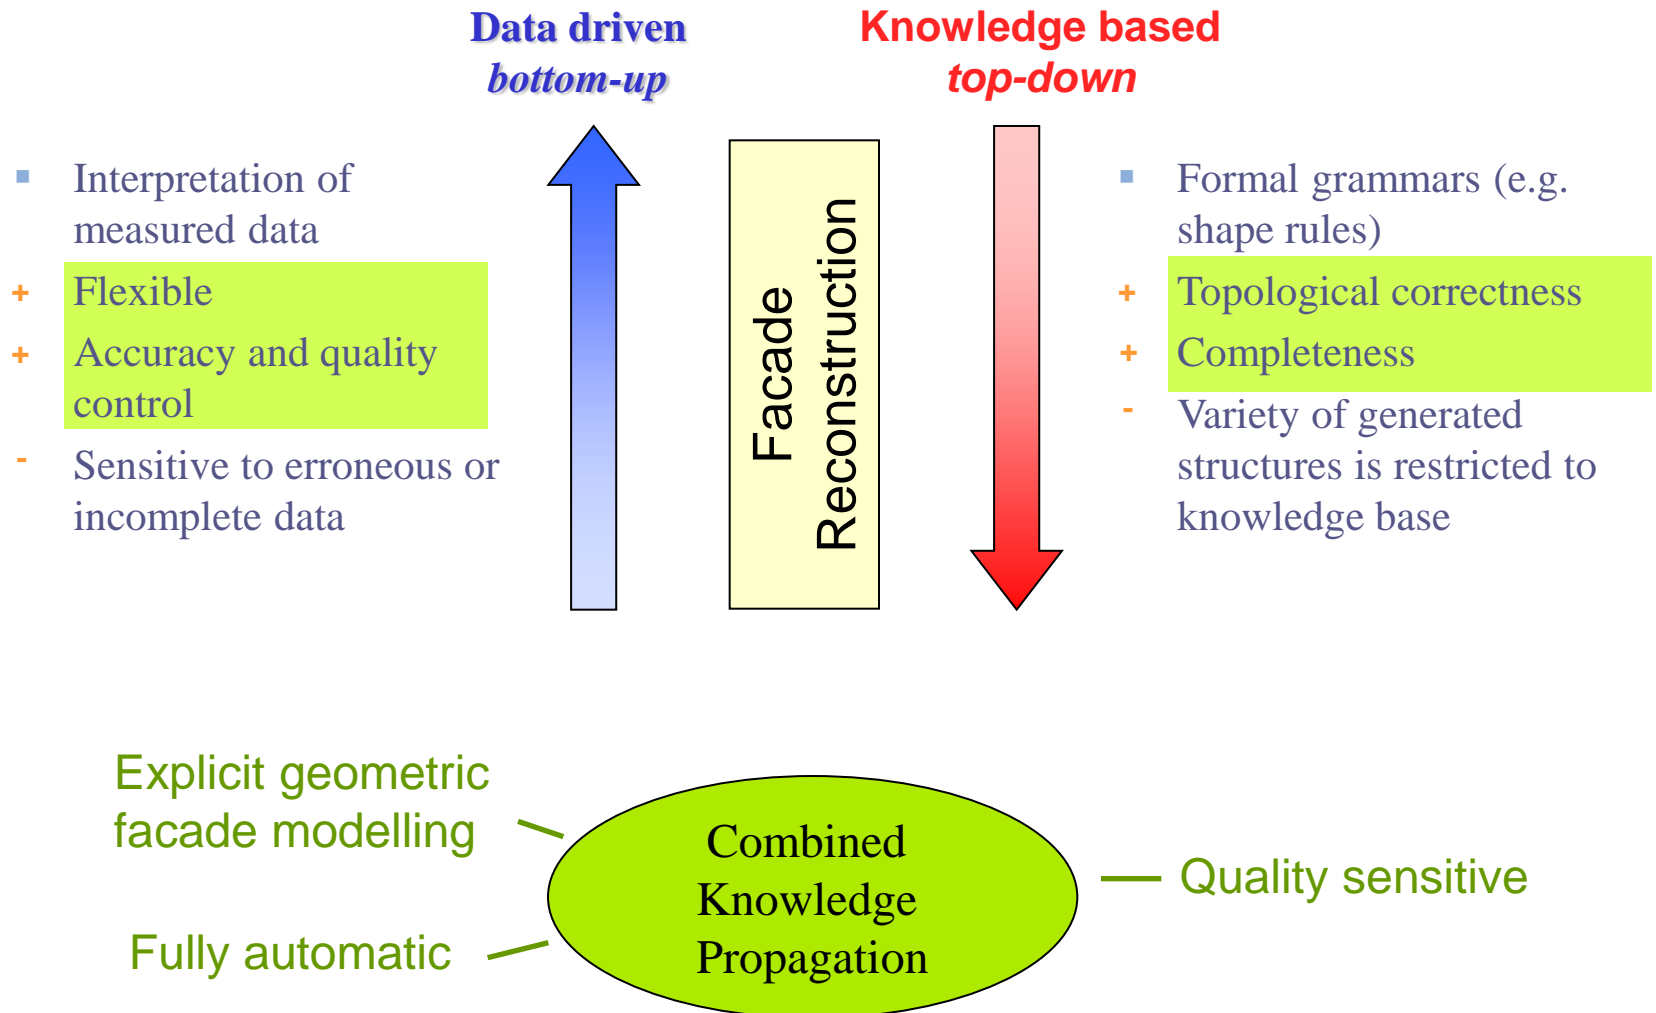 Data driven
bottom-up
Knowledge based
top-down
▪ Interpretation of
measured data
+ Flexible
+ Accuracy and quality
control
- Sensitive to erroneous or
incomplete data
Facade
Reconstruction
▪ Formal grammars (e.g.
shape rules)
+ Topological correctness
+ Completeness
- Variety of generated
structures is restricted to
knowledge base
Explicit geometric
facade modelling
Fully automatic
Combined
Knowledge
Propagation
Quality sensitive